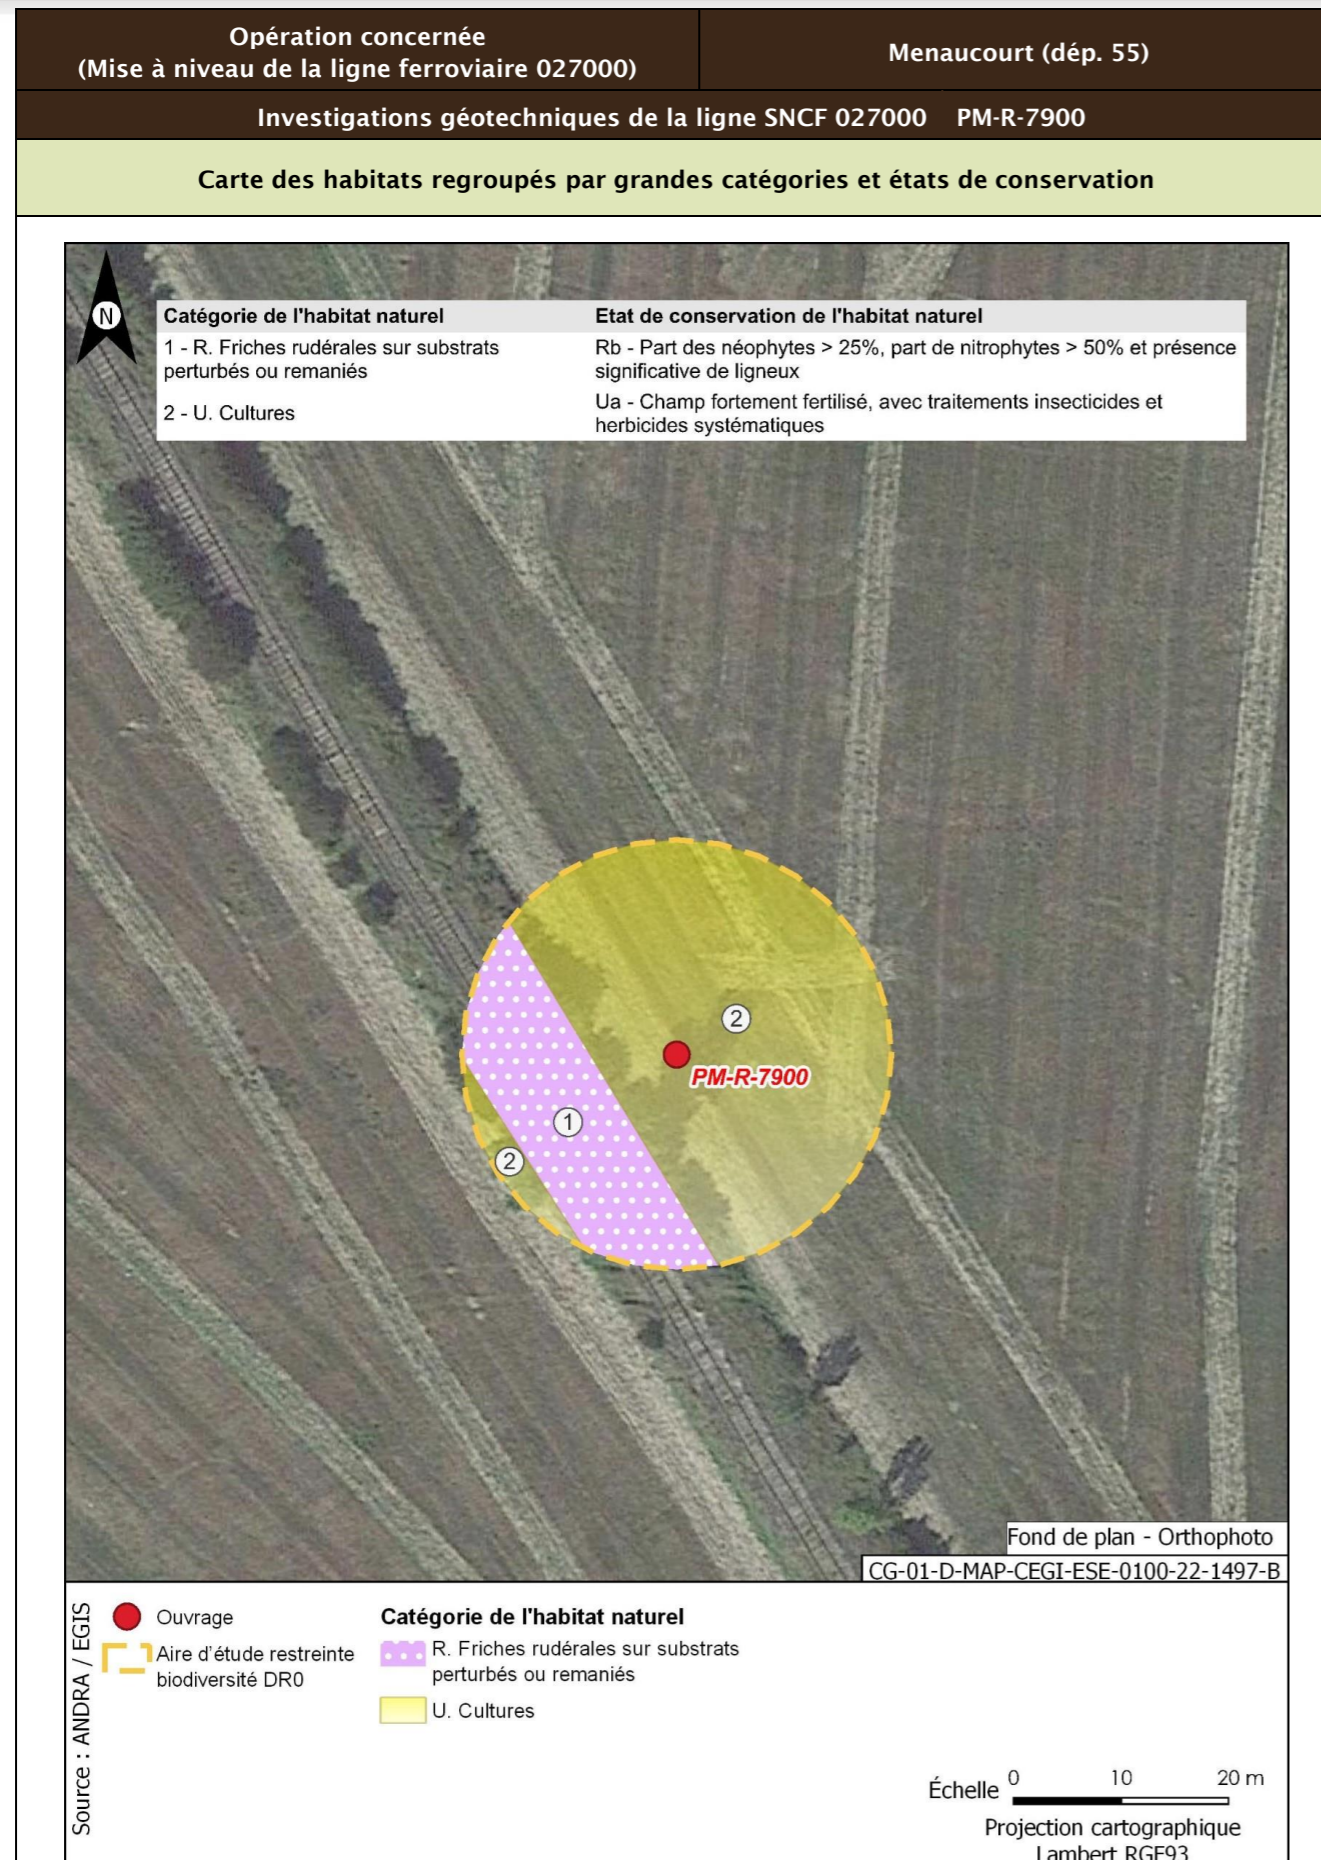 Opération concernée
(Mise à niveau de la ligne ferroviaire 027000)
Menaucourt (dép. 55)
Investigations géotechniques de la ligne SNCF 027000 PM-R-7900
Carte des habitats regroupés par grandes catégories et états de conservation
N
Catégorie de l'habitat naturel
Etat de conservation de l'habitat naturel
1 - R. Friches rudérales sur substrats
perturbés ou remaniés
Rb - Part des néophytes > 25%, part de nitrophytes > 50% et présence
significative de ligneux
2 - U. Cultures
Ua - Champ fortement fertilisé, avec traitements insecticides et
herbicides systématiques
2
PM-R-7900
1
2
Fond de plan - Orthophoto
CG-01-D-MAP-CEGI-ESE-0100-22-1497-B
Source : ANDRA / EGIS
Ouvrage
Aire d'étude restreinte
biodiversité DR0
Catégorie de l'habitat naturel
R. Friches rudérales sur substrats
perturbés ou remaniés
U. Cultures
Échelle 0 10 20 m
Projection cartographique
Lambert RGF93